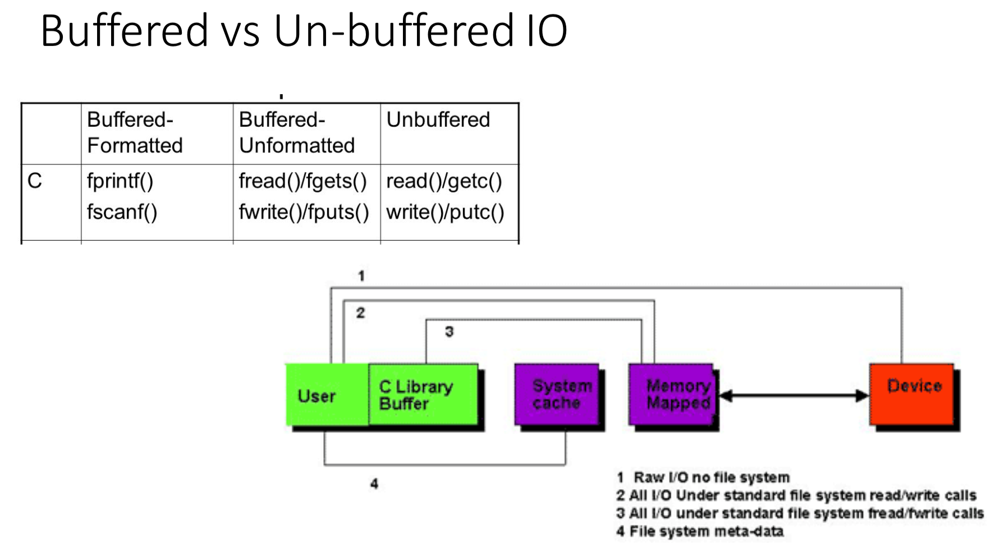 Buffered vs Un-buffered IO
Buffered-
Formatted
Buffered-
Unformatted
Unbuffered
C
fprintf()
fscanf()
fread()/fgets()
fwrite()/fputs()
read()/getc()
write()/putc()
1
2
3
User
C Library
Buffer
System
cache
Memory
Mapped
Device
4
1 Raw I/O no file system
2 All I/O Under standard file system read/write calls
3 All I/O under standard file system fread/fwrite calls
4 File system meta-data